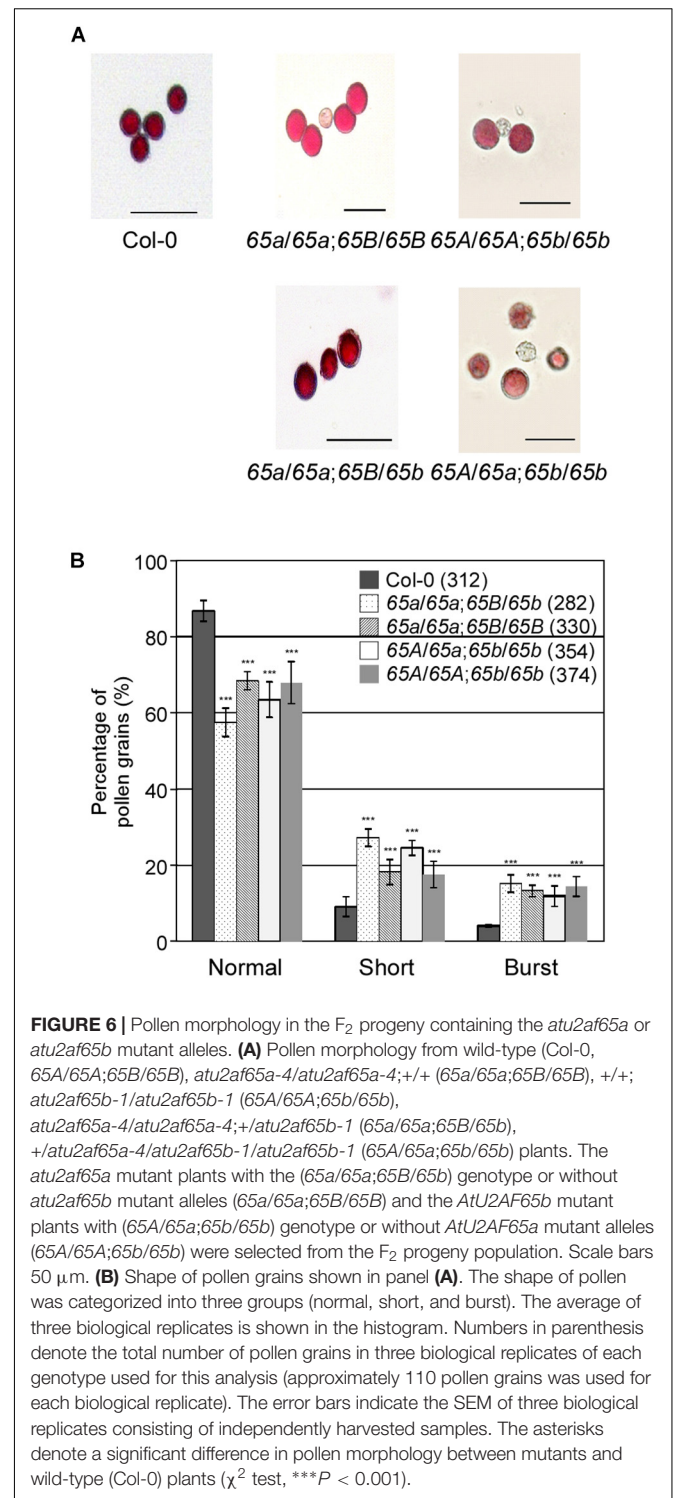 A
Col-0
65a/65a;65B/65B 65A/65A;65b/65b
65a/65a;65B/65b 65A/65a;65b/65b
B
Percentage of
pollen grains (%)
100
80
60
40
20
0
Col-0 (312)
65a/65a;65B/65b (282)
65a/65a;65B/65B (330)
65A/65a;65b/65b (354)
65A/65A;65b/65b (374)
*** *** *** ***
*** *** *** ***
*** *** *** ***
Normal Short Burst
FIGURE 6 | Pollen morphology in the F₂ progeny containing the atu2af65a or
atu2af65b mutant alleles. (A) Pollen morphology from wild-type (Col-0,
65A/65A;65B/65B), atu2af65a-4/atu2af65a-4;+/+ (65a/65a;65B/65B), +/+;
atu2af65b-1/atu2af65b-1 (65A/65A;65b/65b),
atu2af65a-4/atu2af65a-4;+/atu2af65b-1 (65a/65a;65B/65b),
+/atu2af65a-4/atu2af65b-1/atu2af65b-1 (65A/65a;65b/65b) plants. The
atu2af65a mutant plants with the (65a/65a;65B/65b) genotype or without
atu2af65b mutant alleles (65a/65a;65B/65B) and the AtU2AF65b mutant
plants with (65A/65a;65b/65b) genotype or without AtU2AF65a mutant alleles
(65A/65A;65b/65b) were selected from the F₂ progeny population. Scale bars
50 μm. (B) Shape of pollen grains shown in panel (A). The shape of pollen
was categorized into three groups (normal, short, and burst). The average of
three biological replicates is shown in the histogram. Numbers in parenthesis
denote the total number of pollen grains in three biological replicates of each
genotype used for this analysis (approximately 110 pollen grains was used for
each biological replicate). The error bars indicate the SEM of three biological
replicates consisting of independently harvested samples. The asterisks
denote a significant difference in pollen morphology between mutants and
wild-type (Col-0) plants (χ² test, ***P < 0.001).